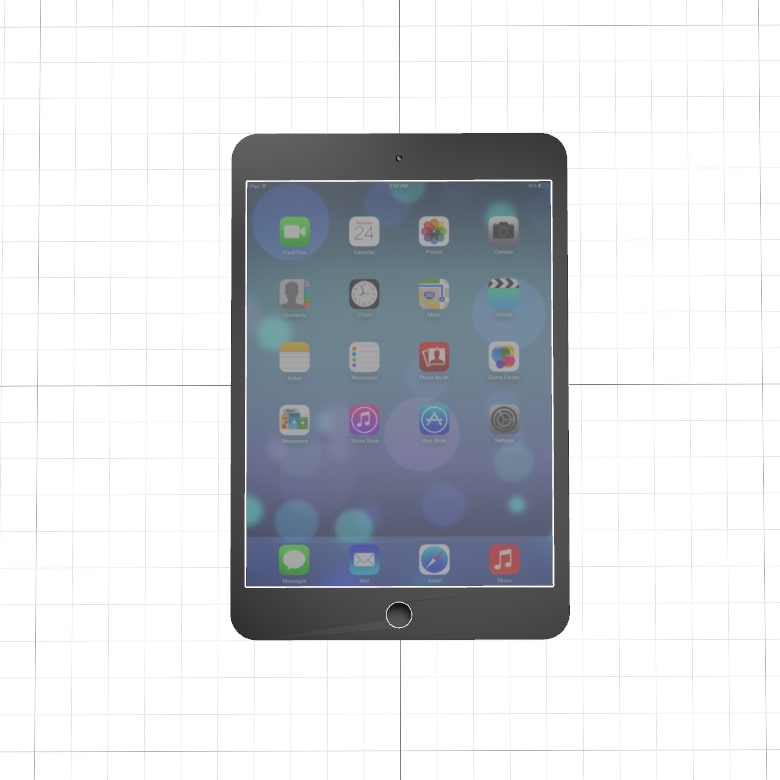 iPad 7:57 PM
FaceTime Calendar Photos Camera
Monday
24
Contacts Clock Maps Videos
Notes Reminders Photo Booth Game Center
Newsstand iTunes Store App Store Settings
Messages Mail Safari Music